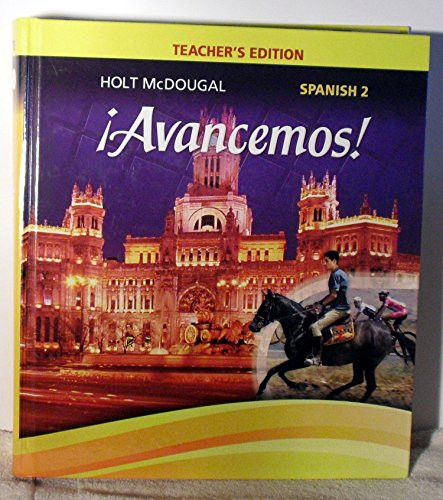 TEACHER'S EDITION
HOLT McDOUGAL
SPANISH 2
¡Avancemos!